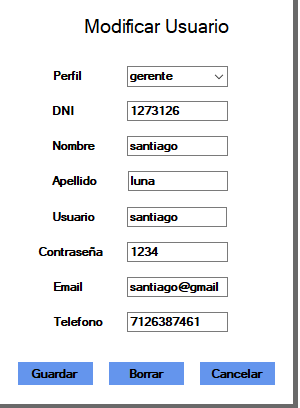 Modificar Usuario
Perfil gerente
DNI 1273126
Nombre santiago
Apellido luna
Usuario santiago
Contraseña 1234
Email santiago@gmail
Telefono 7126387461
Guardar Borrar Cancelar